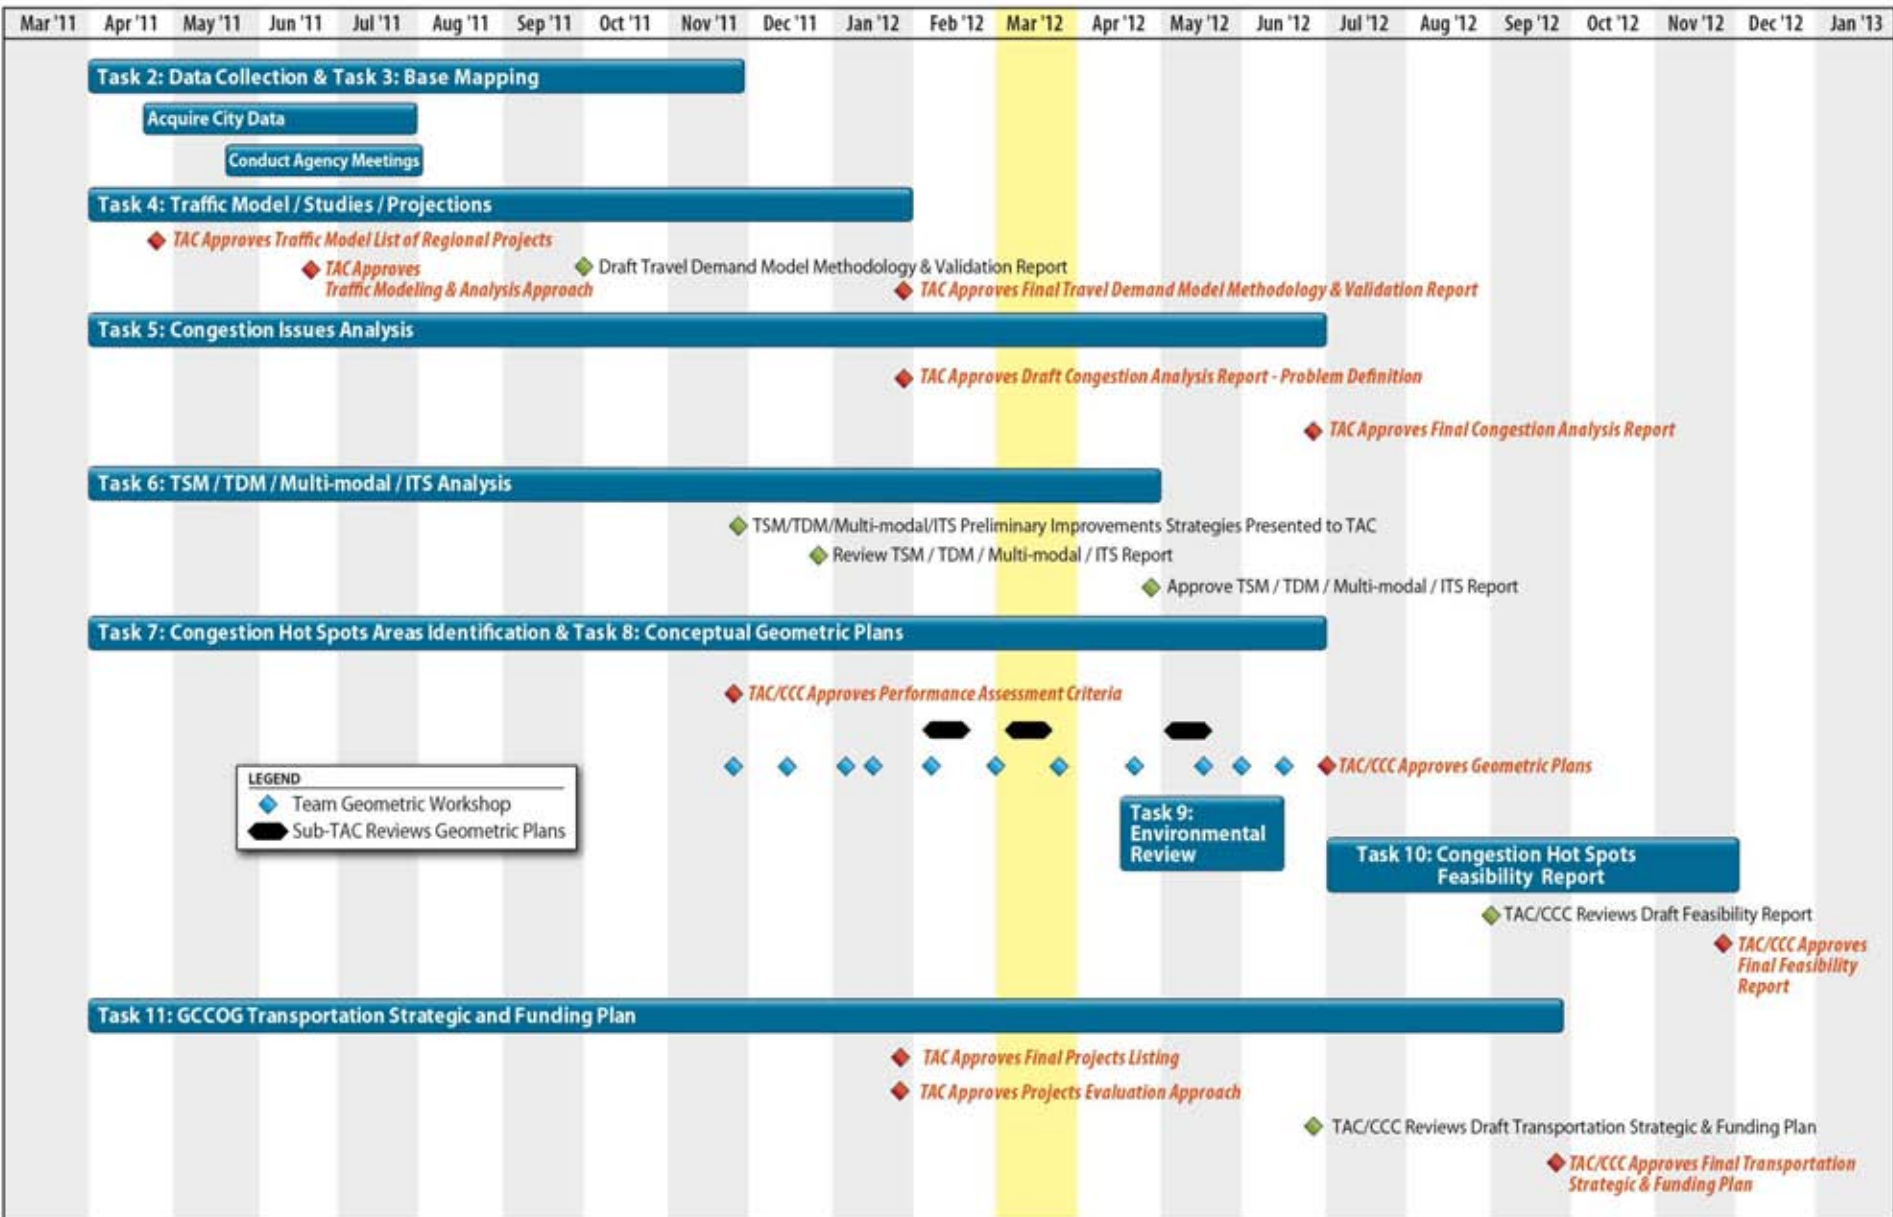 Mar '11 Apr '11 May '11 Jun '11 Jul '11 Aug '11 Sep '11 Oct '11 Nov '11 Dec '11 Jan '12 Feb '12 Mar '12 Apr '12 May '12 Jun '12 Jul '12 Aug '12 Sep '12 Oct '12 Nov '12 Dec '12 Jan '13
Task 2: Data Collection & Task 3: Base Mapping
Acquire City Data
Conduct Agency Meetings
Task 4: Traffic Model / Studies / Projections
TAC Approves Traffic Model List of Regional Projects
TAC Approves
Traffic Modeling & Analysis Approach
Draft Travel Demand Model Methodology & Validation Report
TAC Approves Final Travel Demand Model Methodology & Validation Report
Task 5: Congestion Issues Analysis
TAC Approves Draft Congestion Analysis Report - Problem Definition
TAC Approves Final Congestion Analysis Report
Task 6: TSM / TDM / Multi-modal / ITS Analysis
TSM/TDM/Multi-modal/ITS Preliminary Improvements Strategies Presented to TAC
Review TSM / TDM / Multi-modal / ITS Report
Approve TSM / TDM / Multi-modal / ITS Report
Task 7: Congestion Hot Spots Areas Identification & Task 8: Conceptual Geometric Plans
TAC/CCC Approves Performance Assessment Criteria
TAC/CCC Approves Geometric Plans
LEGEND
Team Geometric Workshop
Sub-TAC Reviews Geometric Plans
Task 9:
Environmental
Review
Task 10: Congestion Hot Spots
Feasibility Report
TAC/CCC Reviews Draft Feasibility Report
TAC/CCC Approves
Final Feasibility
Report
Task 11: GCCOG Transportation Strategic and Funding Plan
TAC Approves Final Projects Listing
TAC Approves Projects Evaluation Approach
TAC/CCC Reviews Draft Transportation Strategic & Funding Plan
TAC/CCC Approves Final Transportation
Strategic & Funding Plan